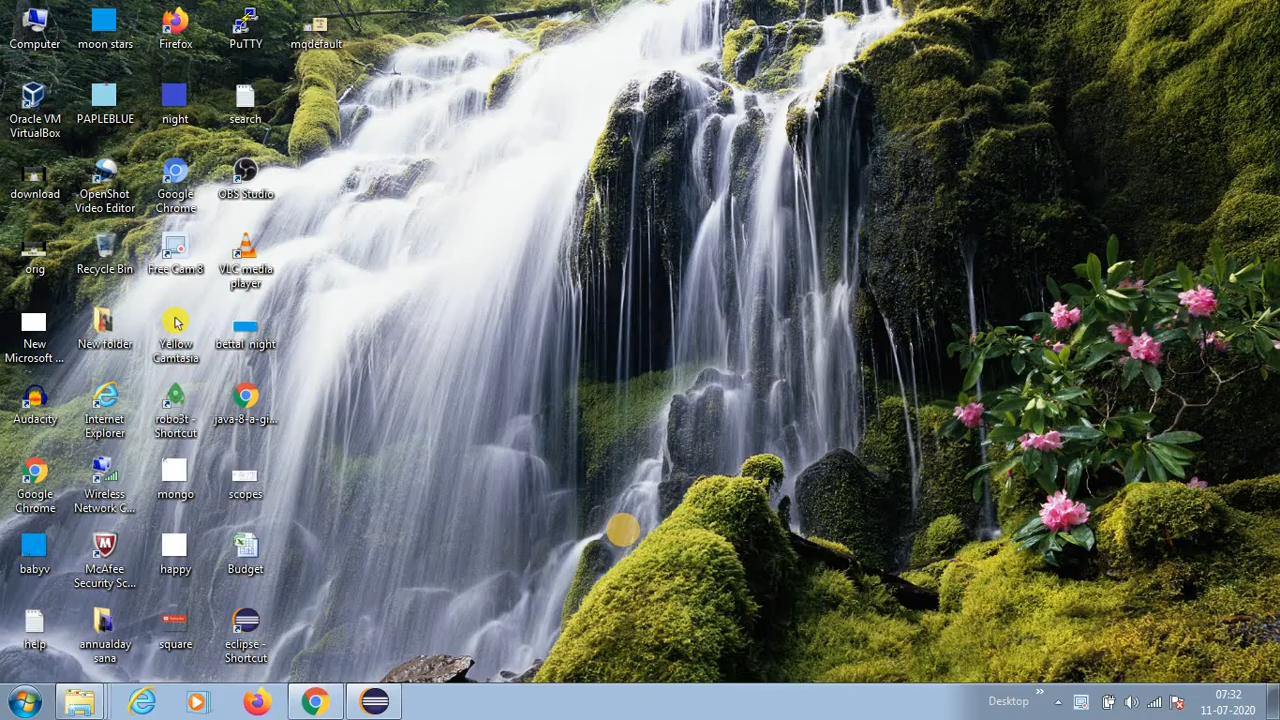 Computer
moon stars
Firefox
PuTTY
mqdefault
Oracle VM
VirtualBox
PAPLEBLUE
night
search
download
OpenShot
Video Editor
Google
Chrome
OBS Studio
orig
Recycle Bin
Free Cam 8
VLC media
player
New
Microsoft ...
New folder
Yellow
Camtasia
bettal night
Audacity
Internet
Explorer
robo3t -
Shortcut
java-8-a-gi...
Google
Chrome
Wireless
Network C...
mongo
scopes
babyv
McAfee
Security Sc...
happy
Budget
help
annualday
sana
square
eclipse -
Shortcut
Desktop
07:32
11-07-2020